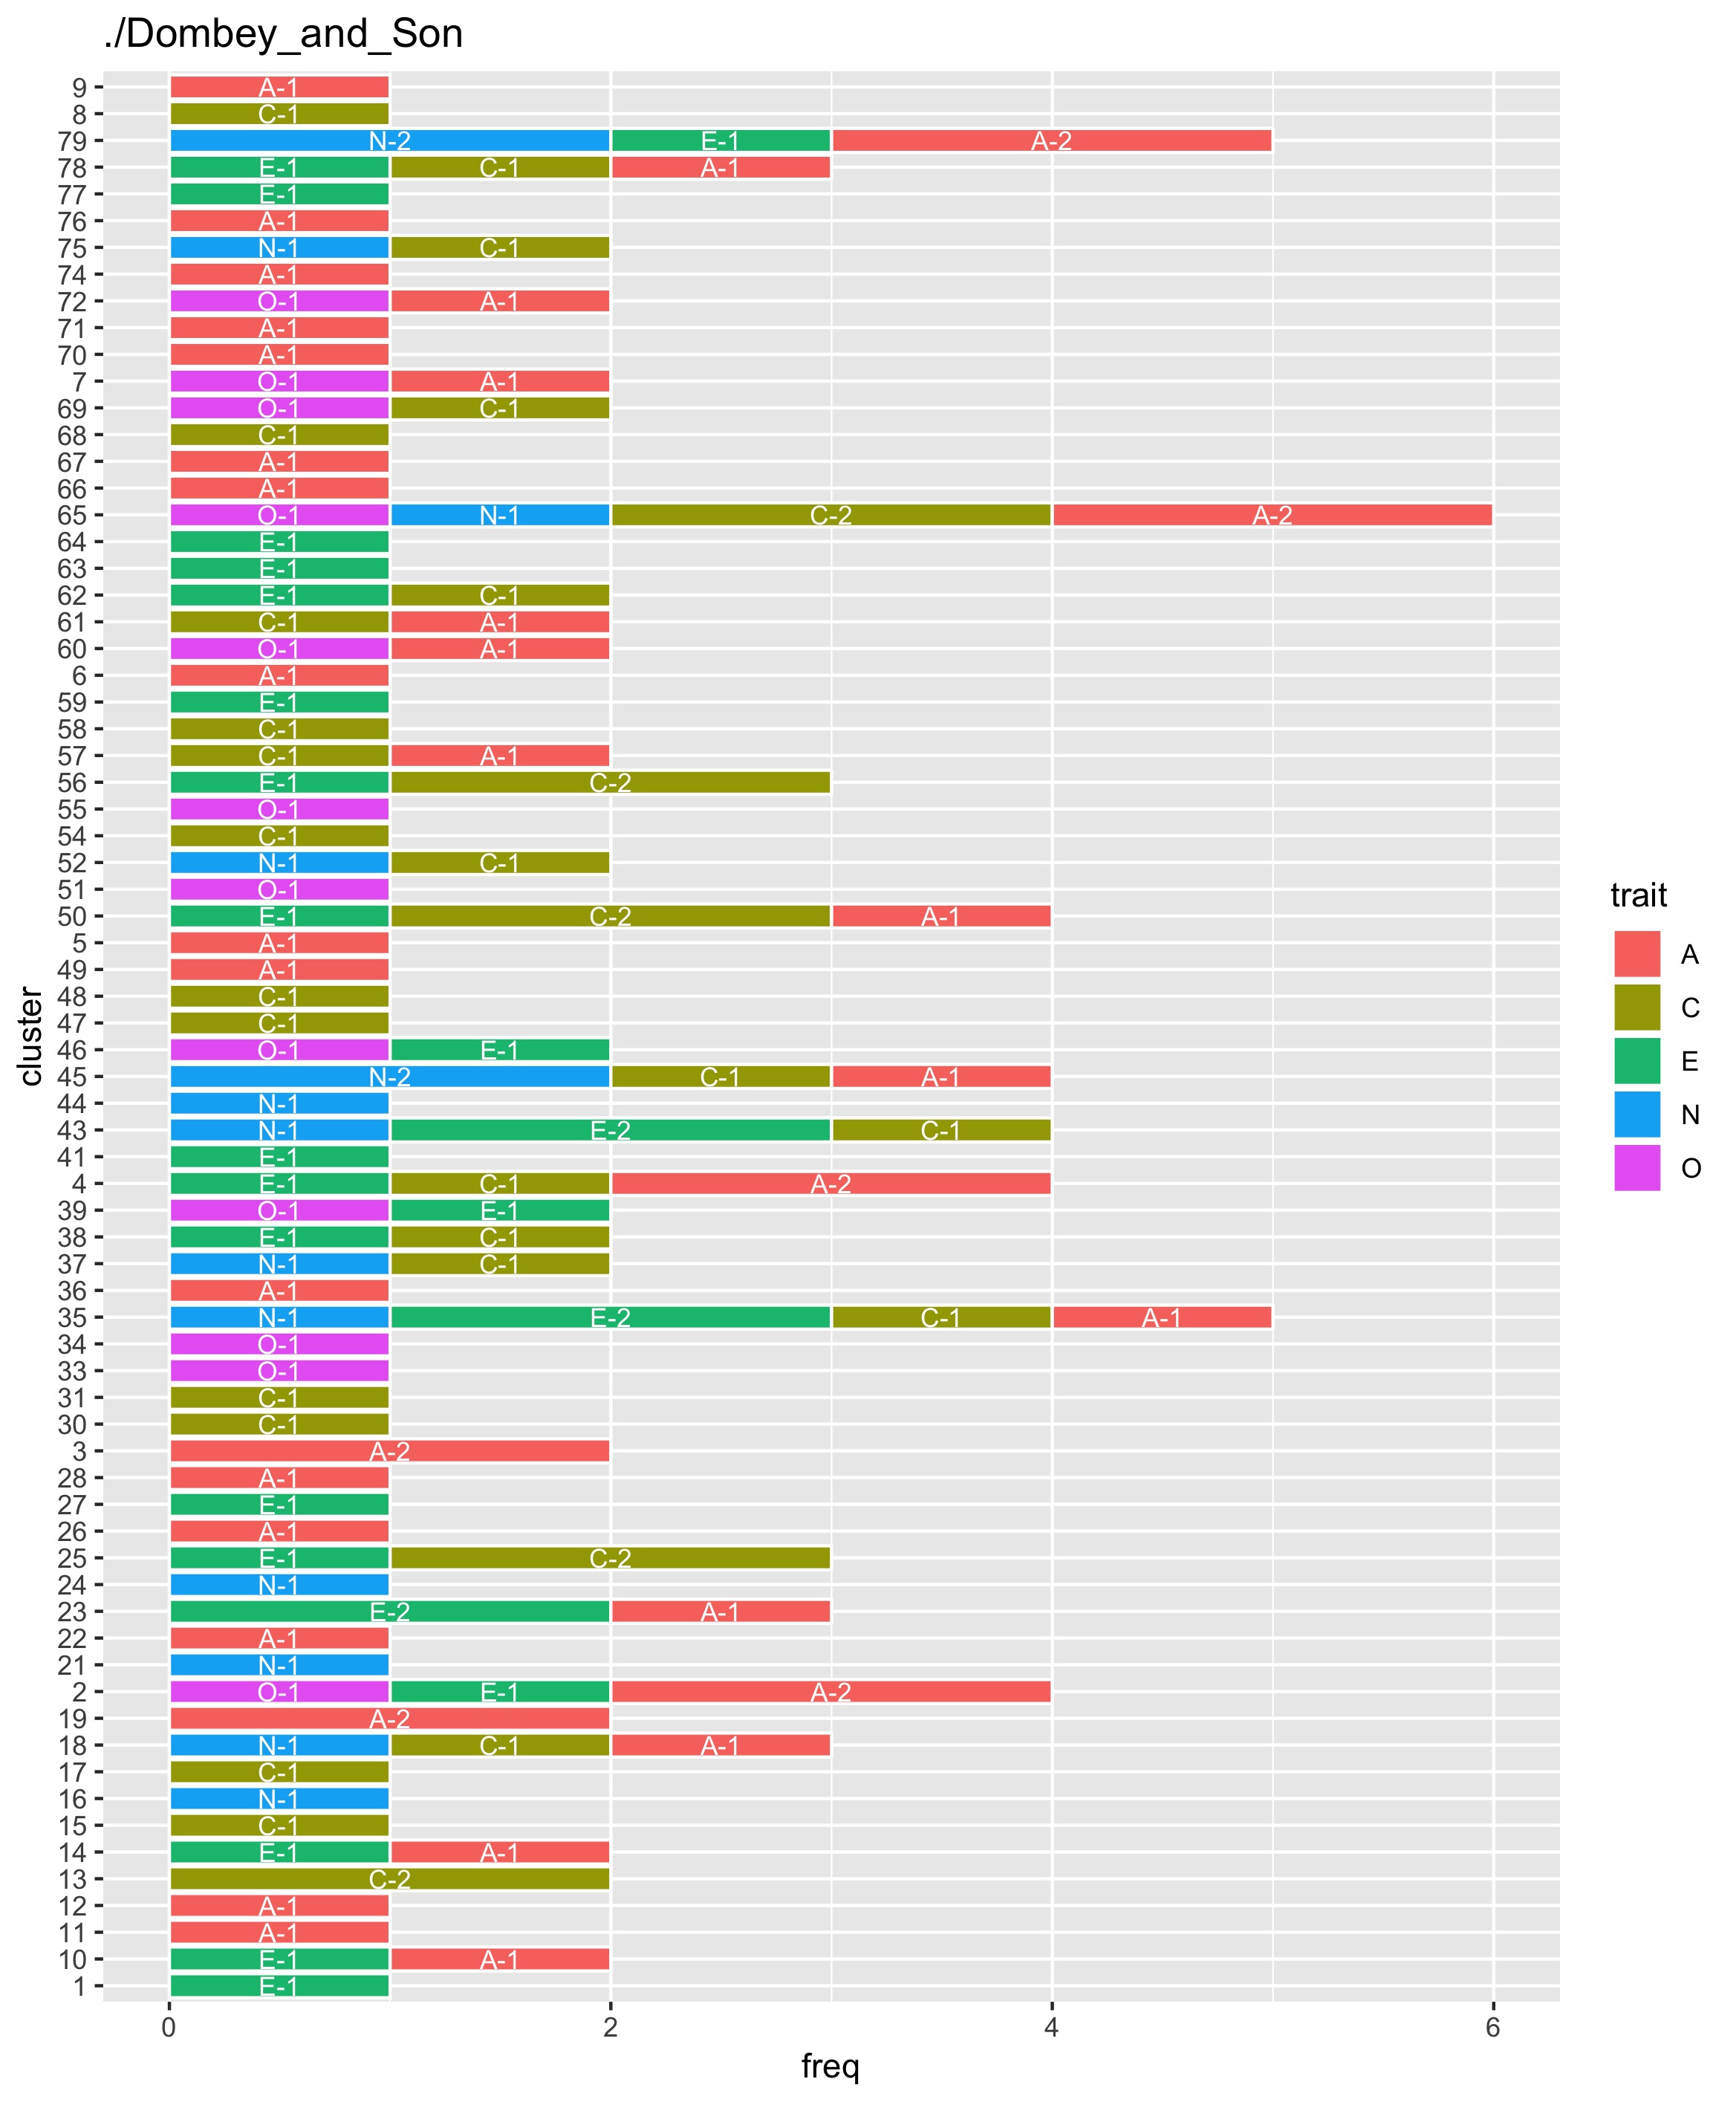 ./Dombey_and_Son
9 A-1
8 C-1
79 N-2 E-1 A-2
78 E-1 C-1 A-1
77 E-1
76 A-1
75 N-1 C-1
74 A-1
72 O-1 A-1
71 A-1
70 A-1
7 O-1 A-1
69 O-1 C-1
68 C-1
67 A-1
66 A-1
65 O-1 N-1 C-2 A-2
64 E-1
63 E-1
62 E-1 C-1
61 C-1 A-1
60 O-1 A-1
6 A-1
59 E-1
58 C-1
57 C-1 A-1
56 E-1 C-2
55 O-1
54 C-1
52 N-1 C-1
51 O-1
50 E-1 C-2 A-1
5 A-1
49 A-1
48 C-1
47 C-1
46 O-1 E-1
45 N-2 C-1 A-1
44 N-1
43 N-1 E-2 C-1
41 E-1
4 E-1 C-1 A-2
39 O-1 E-1
38 E-1 C-1
37 N-1 C-1
36 A-1
35 N-1 E-2 C-1 A-1
34 O-1
33 O-1
31 C-1
30 C-1
3 A-2
28 A-1
27 E-1
26 A-1
25 E-1 C-2
24 N-1
23 E-2 A-1
22 A-1
21 N-1
2 O-1 E-1 A-2
19 A-2
18 N-1 C-1 A-1
17 C-1
16 N-1
15 C-1
14 E-1 A-1
13 C-2
12 A-1
11 A-1
10 E-1 A-1
1 E-1
0 2 4 6
freq
cluster
trait
A
C
E
N
O